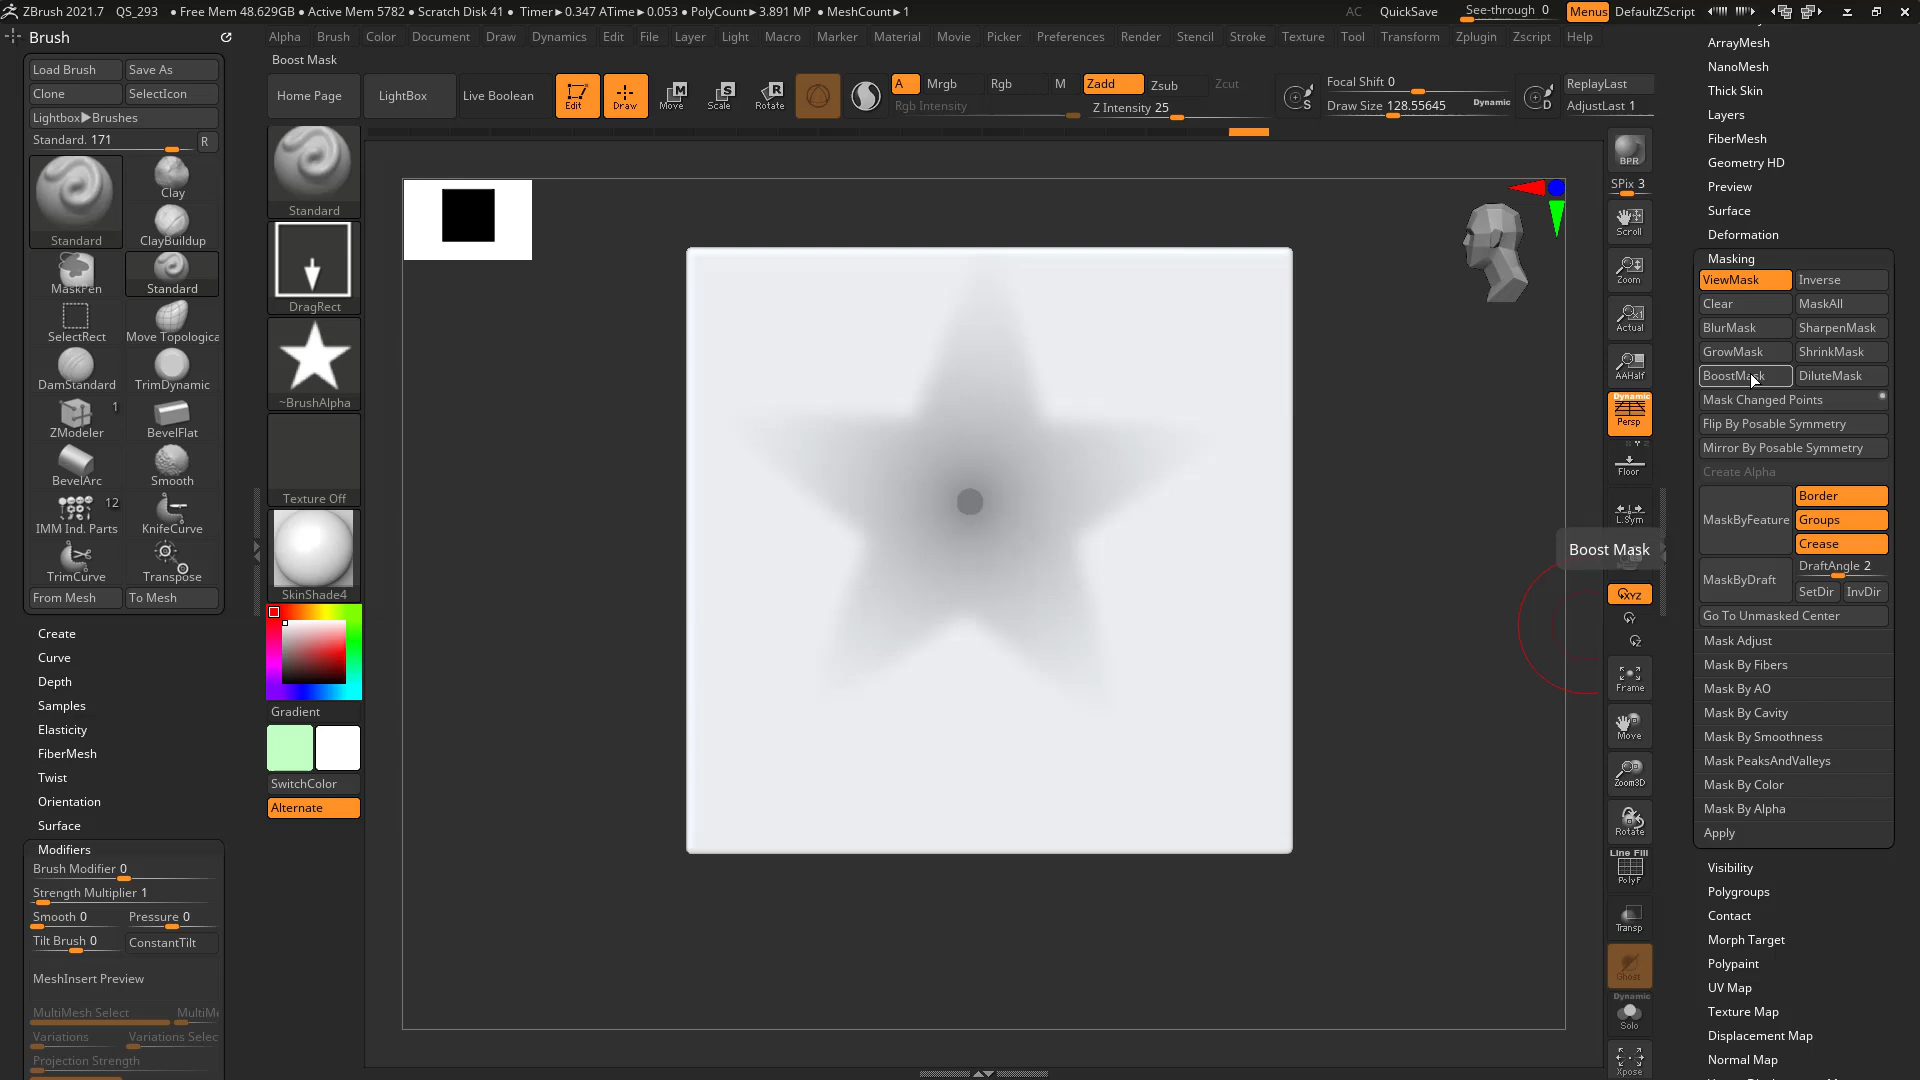 ZBrush 2021.7 QS_293 ● Free Mem 48.629GB ● Active Mem 5782 ● Scratch Disk 41 ● Timer►0.347 ATime►0.053 ● PolyCount►3.891 MP ● MeshCount►1 AC QuickSave See-through 0 Menus DefaultZScript
Brush
Alpha Brush Color Document Draw Dynamics Edit File Layer Light Macro Marker Material Movie Picker Preferences Render Stencil Stroke Texture Tool Transform Zplugin Zscript Help
Boost Mask
Home Page LightBox Live Boolean Edit Draw Move Scale Rotate
A Mrgb Rgb M Zadd Zsub Zcut
Rgb Intensity Z Intensity 25
S Focal Shift 0
Draw Size 128.55645 Dynamic
D ReplayLast
AdjustLast 1
Load Brush Save As
Clone SelectIcon
Lightbox►Brushes
Standard. 171 R
Standard Clay
ClayBuildup
MaskPen Standard
SelectRect Move Topologica
DamStandard TrimDynamic
1
ZModeler BevelFlat
BevelArc Smooth
12
IMM Ind. Parts KnifeCurve
TrimCurve Transpose
From Mesh To Mesh
Create
Curve
Depth
Samples
Elasticity
FiberMesh
Twist
Orientation
Surface
Modifiers
Brush Modifier 0
Strength Multiplier 1
Smooth 0 Pressure 0
Tilt Brush 0 ConstantTilt
MeshInsert Preview
MultiMesh Select MultiMe
Variations Variations Selec
Projection Strength
Standard
DragRect
~BrushAlpha
Texture Off
SkinShade4
Gradient
SwitchColor
Alternate
BPR
SPix 3
Scroll
Zoom
Actual
AAHalf
Dynamic
Persp
Floor
L.Sym
Boost Mask
XYZ
Y
Z
Frame
Move
Zoom3D
Rotate
Line Fill
PolyF
Transp
Ghost
Dynamic
Solo
Xpose
ArrayMesh
NanoMesh
Thick Skin
Layers
FiberMesh
Geometry HD
Preview
Surface
Deformation
Masking
ViewMask Inverse
Clear MaskAll
BlurMask SharpenMask
GrowMask ShrinkMask
BoostMask DiluteMask
Mask Changed Points
Flip By Posable Symmetry
Mirror By Posable Symmetry
Create Alpha
MaskByFeature Border
Groups
Crease
MaskByDraft DraftAngle 2
SetDir InvDir
Go To Unmasked Center
Mask Adjust
Mask By Fibers
Mask By AO
Mask By Cavity
Mask By Smoothness
Mask PeaksAndValleys
Mask By Color
Mask By Alpha
Apply
Visibility
Polygroups
Contact
Morph Target
Polypaint
UV Map
Texture Map
Displacement Map
Normal Map